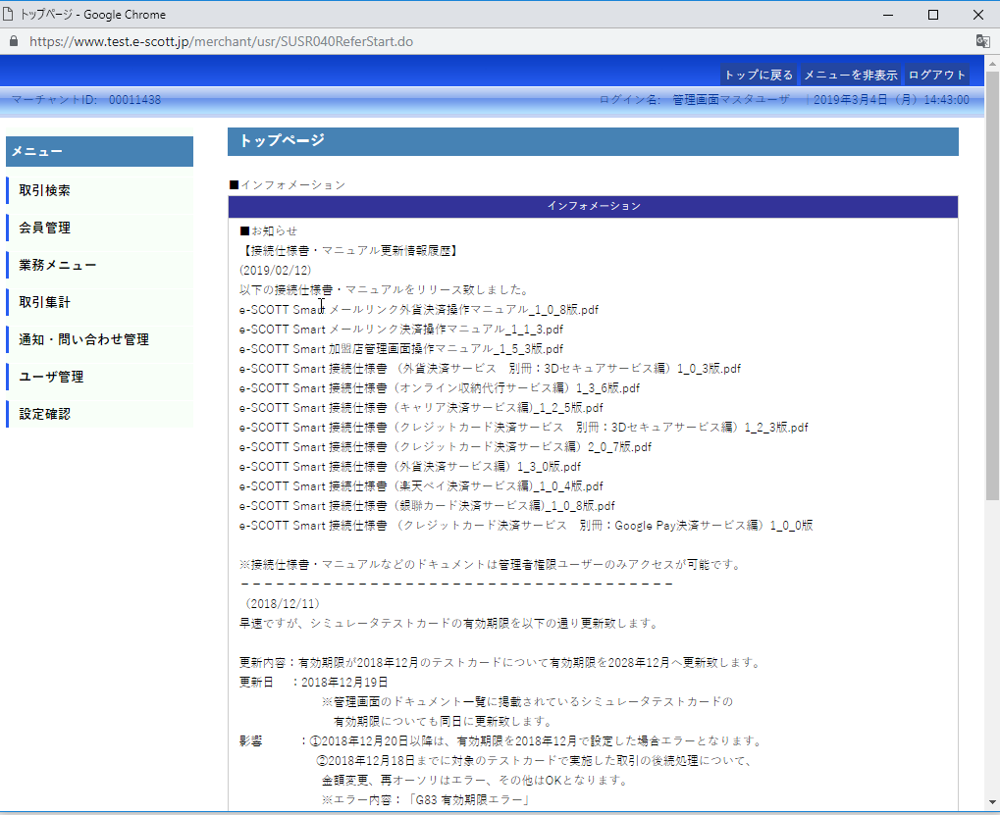 トップページ - Google Chrome
https://www.test.e-scott.jp/merchant/usr/SUSR040ReferStart.do
トップに戻る メニューを非表示 ログアウト
マーチャントID: 00011438 ログイン名: 管理画面マスタユーザ | 2019年3月4日（月）14:43:00
メニュー
取引検索
会員管理
業務メニュー
取引集計
通知・問い合わせ管理
ユーザ管理
設定確認
トップページ
■インフォメーション
インフォメーション
■お知らせ
【接続仕様書・マニュアル更新情報履歴】
(2019/02/12)
以下の接続仕様書・マニュアルをリリース致しました。
e-SCOTT Smart メールリンク外貨決済操作マニュアル_1_0_8版.pdf
e-SCOTT Smart メールリンク決済操作マニュアル_1_1_3.pdf
e-SCOTT Smart 加盟店管理画面操作マニュアル_1_5_3版.pdf
e-SCOTT Smart 接続仕様書 （外貨決済サービス　別冊：3Dセキュアサービス編）1_0_3版.pdf
e-SCOTT Smart 接続仕様書（オンライン収納代行サービス編）1_3_6版.pdf
e-SCOTT Smart 接続仕様書（キャリア決済サービス編)_1_2_5版.pdf
e-SCOTT Smart 接続仕様書（クレジットカード決済サービス　別冊：3Dセキュアサービス編）1_2_3版.pdf
e-SCOTT Smart 接続仕様書（クレジットカード決済サービス編）2_0_7版.pdf
e-SCOTT Smart 接続仕様書（外貨決済サービス編）1_3_0版.pdf
e-SCOTT Smart 接続仕様書（楽天ペイ決済サービス編)_1_0_4版.pdf
e-SCOTT Smart 接続仕様書（銀聯カード決済サービス編)_1_0_8版.pdf
e-SCOTT Smart 接続仕様書 （クレジットカード決済サービス　別冊：Google Pay決済サービス編）1_0_0版
※接続仕様書・マニュアルなどのドキュメントは管理者権限ユーザーのみアクセスが可能です。
－－－－－－－－－－－－－－－－－－－－－－－－－－－－－－－－－－－－－
（2018/12/11）
早速ですが、シミュレータテストカードの有効期限を以下の通り更新致します。
更新内容：有効期限が2018年12月のテストカードについて有効期限を2028年12月へ更新致します。
更新日　：2018年12月19日
※管理画面のドキュメント一覧に掲載されているシミュレータテストカードの
有効期限についても同日に更新致します。
影響　　：①2018年12月20日以降は、有効期限を2018年12月で設定した場合エラーとなります。
②2018年12月18日までに対象のテストカードで実施した取引の後続処理について、
金額変更、再オーソリはエラー、その他はOKとなります。
※エラー内容：「G83 有効期限エラー」